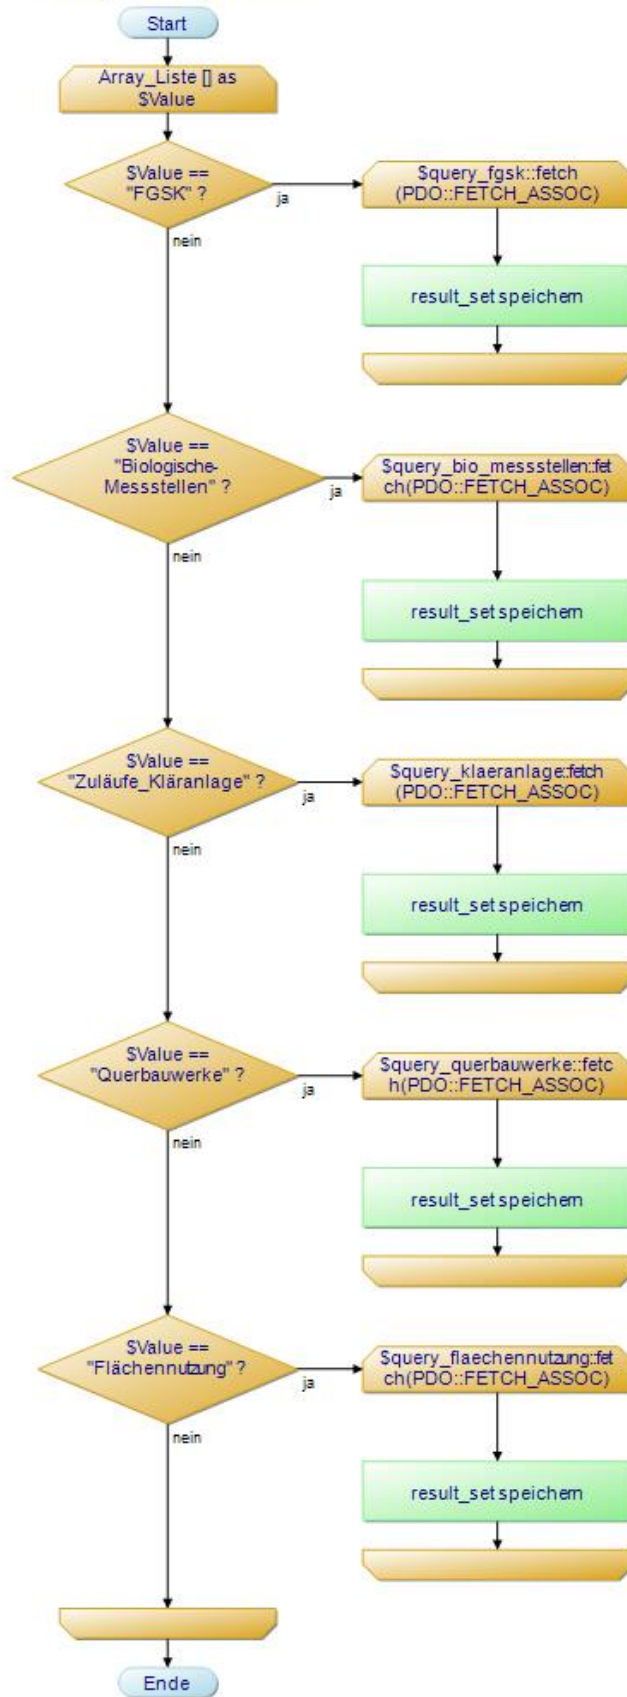 Start
Array_Liste [] as
$Value
$Value ==
"FGSK" ?
ja
nein
$query_fgsk::fetch
(PDO::FETCH_ASSOC)
result_set speichern
$Value ==
"Biologische-
Messstellen" ?
ja
nein
$query_bio_messstellen::fet
ch(PDO::FETCH_ASSOC)
result_set speichern
$Value ==
"Zuläufe_Kläranlage" ?
ja
nein
$query_klaeranlage::fetch
(PDO::FETCH_ASSOC)
result_set speichern
$Value ==
"Querbauwerke" ?
ja
nein
$query_querbauwerke::fetc
h(PDO::FETCH_ASSOC)
result_set speichern
$Value ==
"Flächennutzung" ?
ja
nein
$query_flaechennutzung::fet
ch(PDO::FETCH_ASSOC)
result_set speichern
Ende